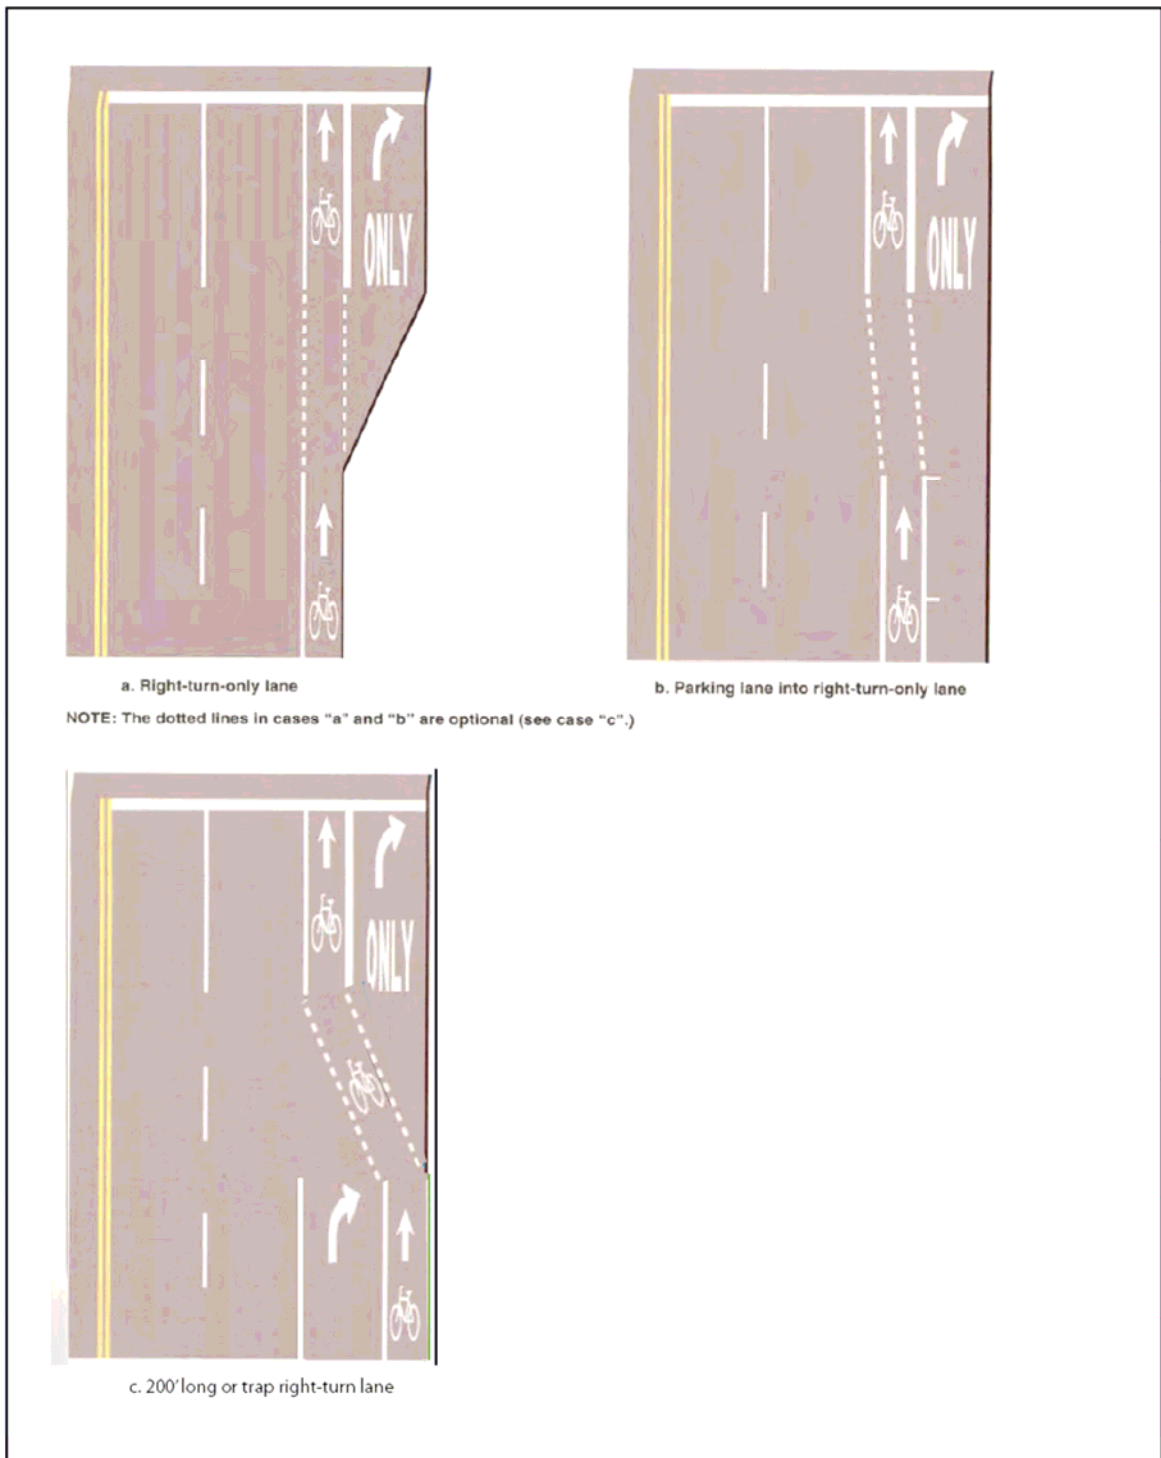 ONLY
ONLY
a. Right-turn-only lane
b. Parking lane into right-turn-only lane
NOTE: The dotted lines in cases "a" and "b" are optional (see case "c".)
ONLY
c. 200' long or trap right-turn lane